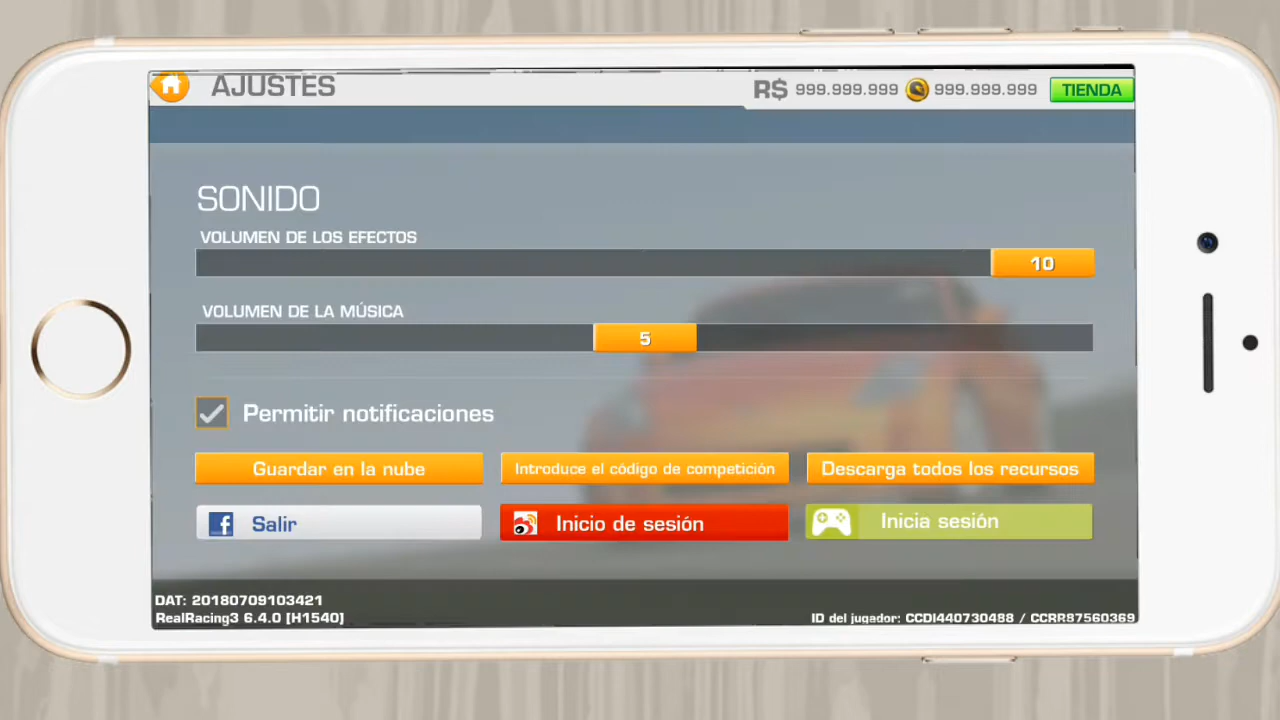 AJUSTES
R$ 999.999.999 999.999.999 TIENDA
SONIDO
VOLUMEN DE LOS EFECTOS
10
VOLUMEN DE LA MÚSICA
5
Permitir notificaciones
Guardar en la nube
Introduce el código de competición
Descarga todos los recursos
f Salir
Inicio de sesión
Inicia sesión
DAT: 20180709103421
RealRacing3 6.4.0 [H1540]
ID del jugador: CCDI440730488 / CCRR87560369